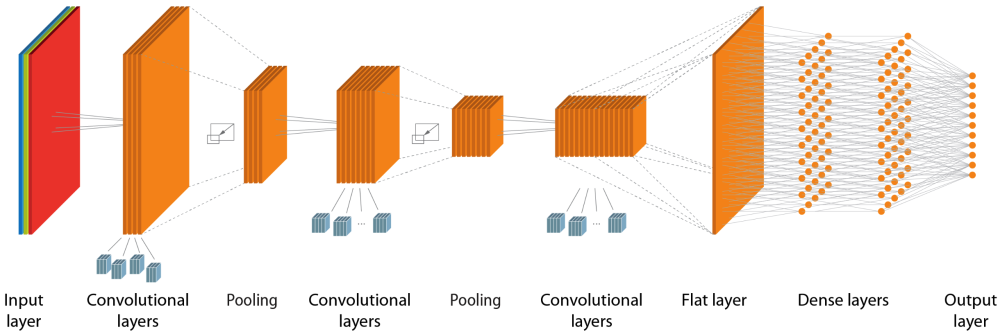 Input
layer
Convolutional
layers
Pooling
Convolutional
layers
Pooling
Convolutional
layers
Flat layer
Dense layers
Output
layer